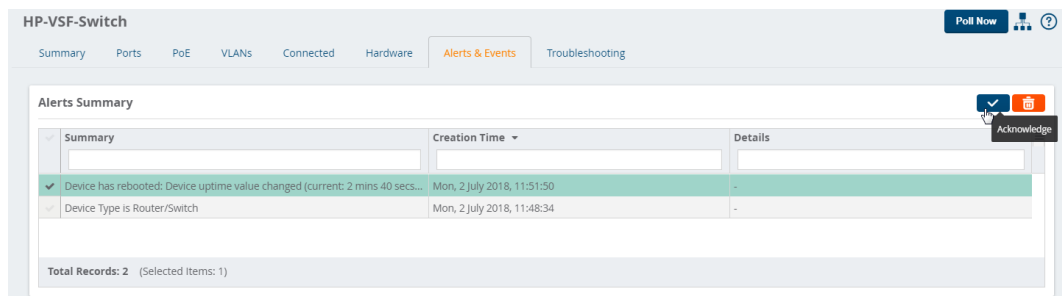 HP-VSF-Switch
Poll Now
Summary Ports PoE VLANs Connected Hardware Alerts & Events Troubleshooting
Alerts Summary
Acknowledge
Summary Creation Time Details
Device has rebooted: Device uptime value changed (current: 2 mins 40 secs... Mon, 2 July 2018, 11:51:50 -
Device Type is Router/Switch Mon, 2 July 2018, 11:48:34 -
Total Records: 2 (Selected Items: 1)